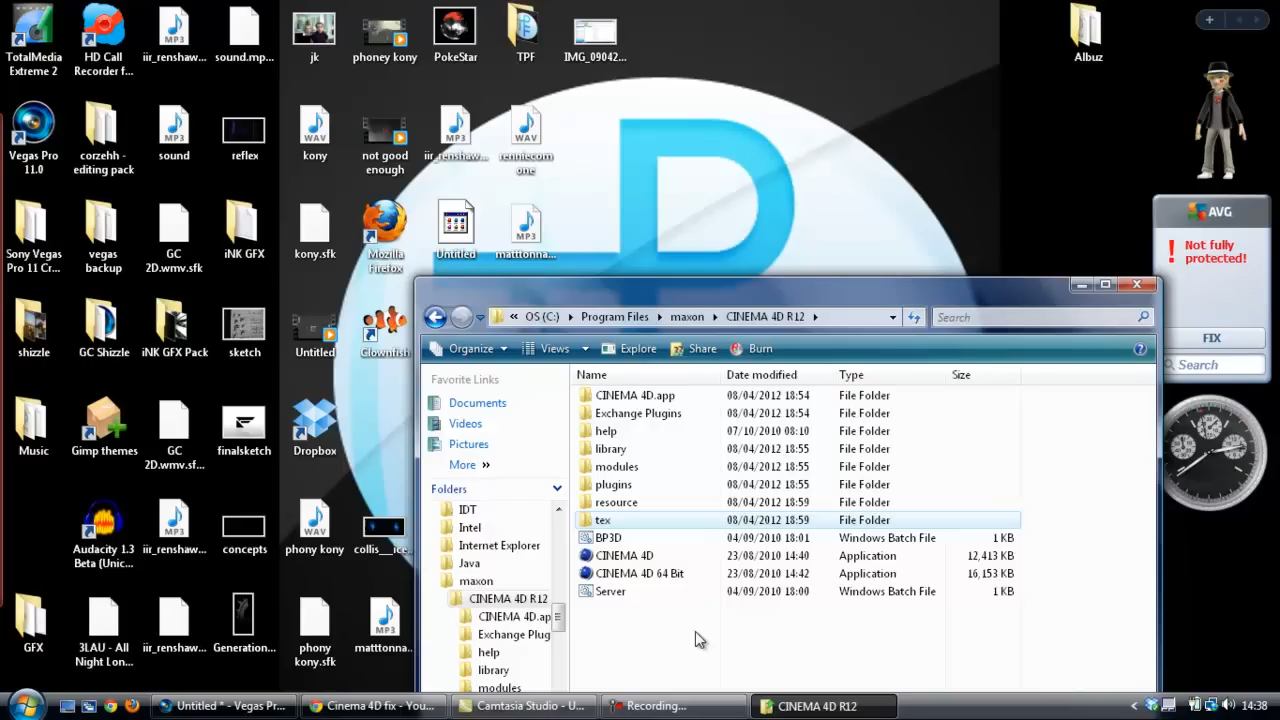 TotalMedia
Extreme 2
HD Call
Recorder f...
iir_renshaw...
sound.mp...
jk
phoney kony
PokeStar
TPF
IMG_09042...
Albuz
Vegas Pro
11.0
corzehh -
editing pack
sound
reflex
kony
not good
enough
iir_renshaw...
renniecorn
one
Sony Vegas
Pro 11 Cr...
vegas
backup
GC
2D.wmv.sfk
iNK GFX
kony.sfk
Mozilla
Firefox
Untitled
matttonna...
AVG
Not fully
protected!
FIX
Search
shizzle
GC Shizzle
iNK GFX Pack
sketch
Untitled
Clownfish
Music
Gimp themes
GC
2D.wmv.sf...
finalsketch
Dropbox
Audacity 1.3
Beta (Unic...
iir_renshaw...
concepts
phony kony
collis__ice...
GFX
3LAU - All
Night Lon...
iir_renshaw...
Generation...
phony
kony.sfk
matttonna...
« OS (C:) Program Files maxon CINEMA 4D R12
Search
Organize Views Explore Share Burn
Favorite Links
Documents
Videos
Pictures
More »
Folders
IDT
Intel
Internet Explorer
Java
maxon
CINEMA 4D R12
CINEMA 4D.ap
Exchange Plug
help
library
modules
Name Date modified Type Size
CINEMA 4D.app 08/04/2012 18:54 File Folder
Exchange Plugins 08/04/2012 18:54 File Folder
help 07/10/2010 08:10 File Folder
library 08/04/2012 18:55 File Folder
modules 08/04/2012 18:55 File Folder
plugins 08/04/2012 18:55 File Folder
resource 08/04/2012 18:59 File Folder
tex 08/04/2012 18:59 File Folder
BP3D 04/09/2010 18:01 Windows Batch File 1 KB
CINEMA 4D 23/08/2010 14:40 Application 12,413 KB
CINEMA 4D 64 Bit 23/08/2010 14:42 Application 16,153 KB
Server 04/09/2010 18:00 Windows Batch File 1 KB
Untitled * - Vegas Pr...
Cinema 4D fix - You...
Camtasia Studio - U...
Recording...
CINEMA 4D R12
14:38